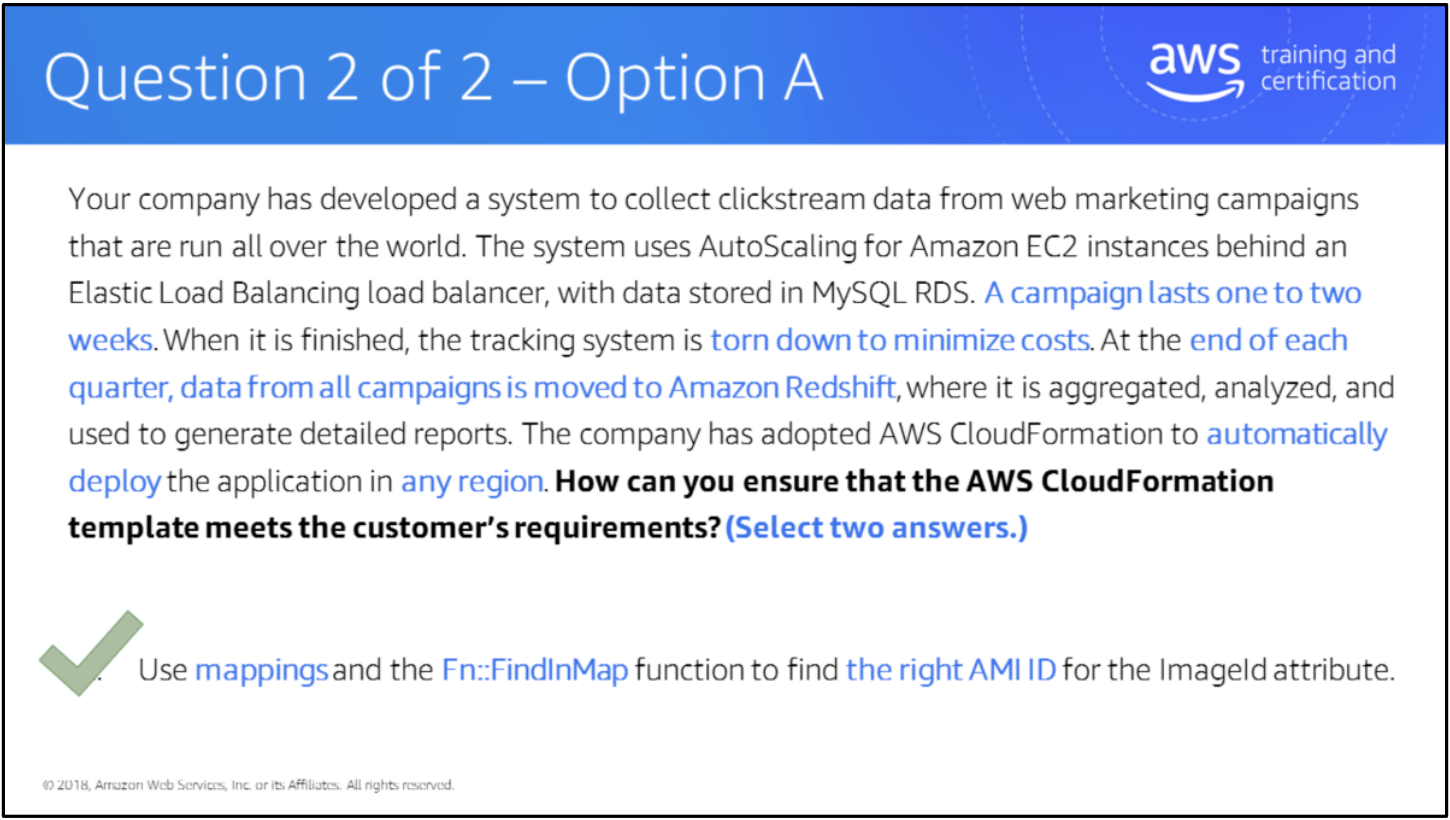 Question 2 of 2 – Option A
aws training and
certification
Your company has developed a system to collect clickstream data from web marketing campaigns
that are run all over the world. The system uses AutoScaling for Amazon EC2 instances behind an
Elastic Load Balancing load balancer, with data stored in MySQL RDS. A campaign lasts one to two
weeks. When it is finished, the tracking system is torn down to minimize costs. At the end of each
quarter, data from all campaigns is moved to Amazon Redshift, where it is aggregated, analyzed, and
used to generate detailed reports. The company has adopted AWS CloudFormation to automatically
deploy the application in any region. How can you ensure that the AWS CloudFormation
template meets the customer's requirements? (Select two answers.)
Use mappings and the Fn::FindInMap function to find the right AMI ID for the ImageId attribute.
© 2018, Amazon Web Services, Inc. or its Affiliates. All rights reserved.